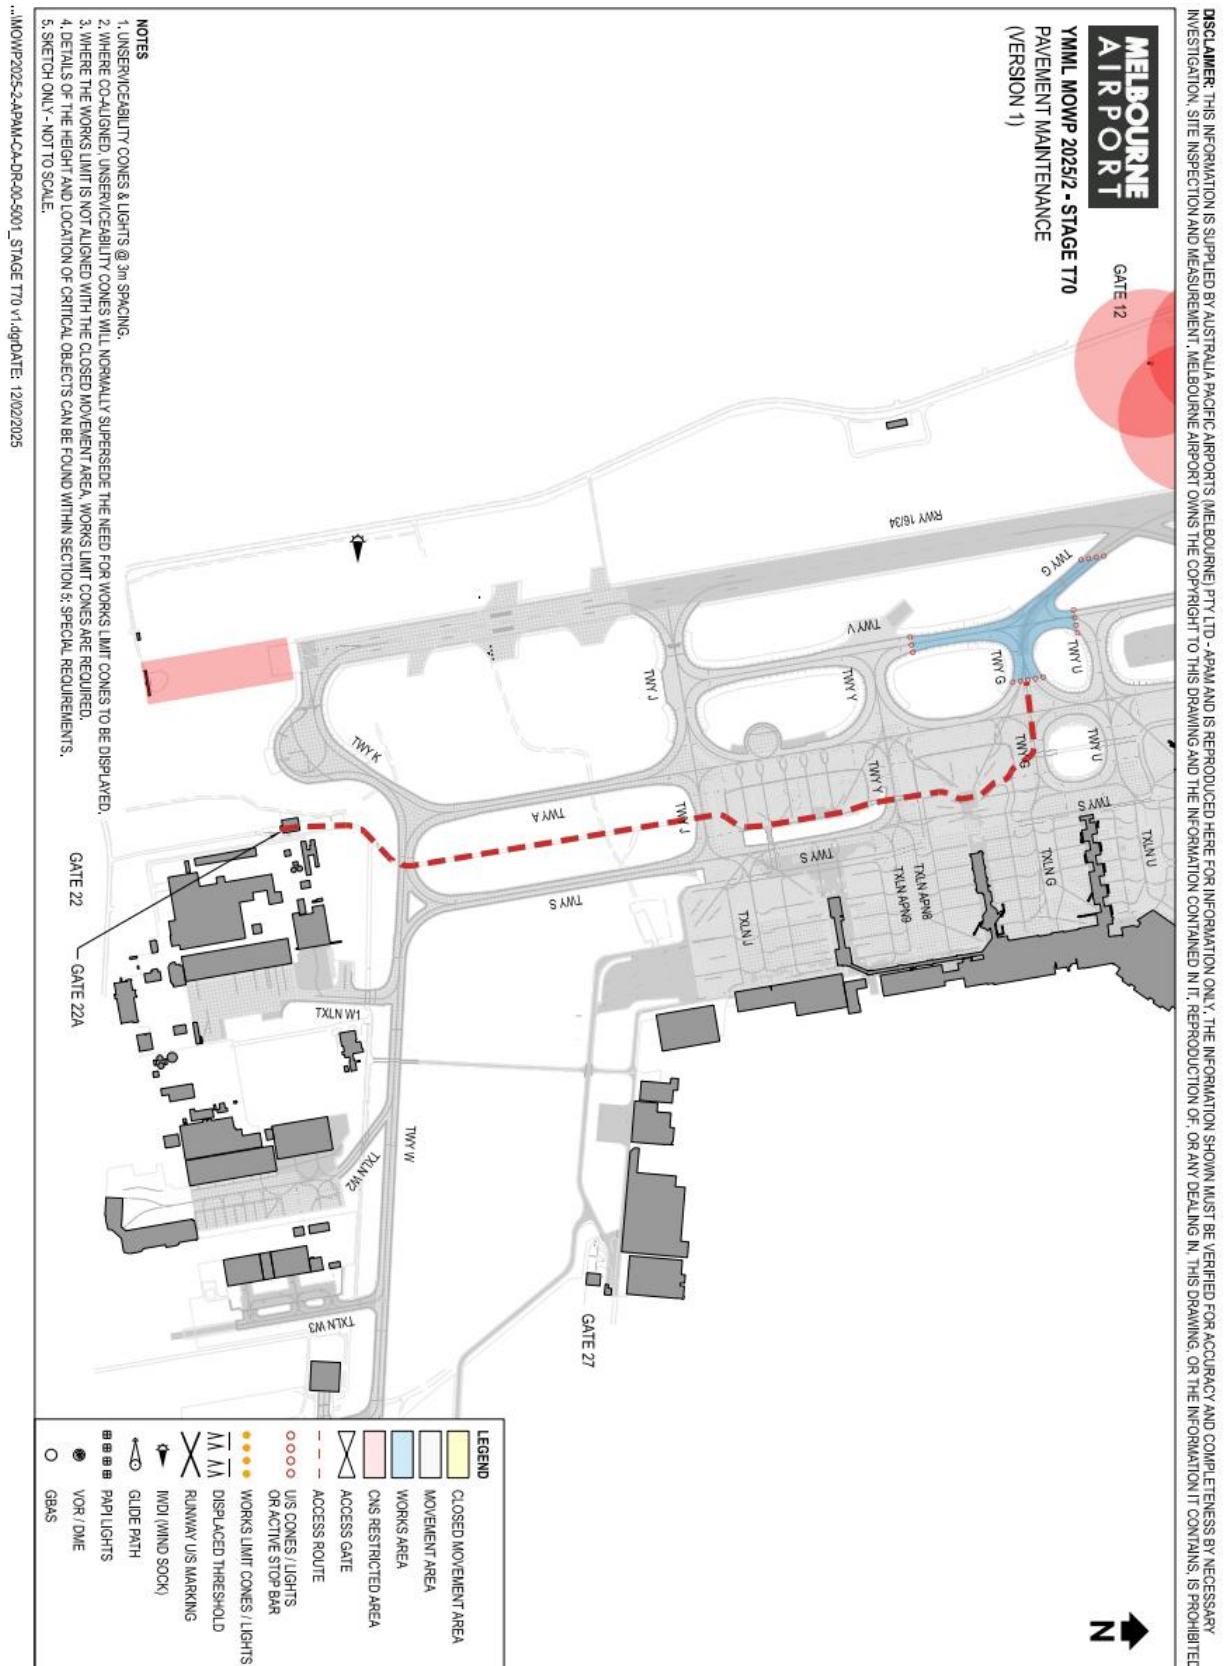 DISCLAIMER: THIS INFORMATION IS SUPPLIED BY AUSTRALIA PACIFIC AIRPORTS (MELBOURNE) PTY LTD - APAM AND IS REPRODUCED HERE FOR INFORMATION ONLY. THE INFORMATION SHOWN MUST BE VERIFIED FOR ACCURACY AND COMPLETENESS BY NECESSARY
INVESTIGATION, SITE INSPECTION AND MEASUREMENT. MELBOURNE AIRPORT OWNS THE COPYRIGHT TO THIS DRAWING AND THE INFORMATION CONTAINED IN IT. REPRODUCTION OF, OR ANY DEALING IN, THIS DRAWING, OR THE INFORMATION IT CONTAINS, IS PROHIBITED
MELBOURNE
AIRPORT
YMML MOWP 2025/2 - STAGE T70
PAVEMENT MAINTENANCE
(VERSION 1)
GATE 12
RWY 16/34
TWY G
TWY U
TWY V
TWY G
TWY U
TWY G
TWY Y
TWY J
TWY Y
TWY S
TXLN U
TXLN G
TWY K
TWY A
TWY J
TWY S
TXLN APN8
TXLN APN9
TWY S
TXLN J
GATE 22
GATE 22A
TXLN W1
TWY W
TXLN W2
TXLN W3
GATE 27
N
NOTES
1. UNSERVICEABILITY CONES & LIGHTS @ 3m SPACING.
2. WHERE CO-ALIGNED, UNSERVICEABILITY CONES WILL NORMALLY SUPERSEDE THE NEED FOR WORKS LIMIT CONES TO BE DISPLAYED.
3. WHERE THE WORKS LIMIT IS NOT ALIGNED WITH THE CLOSED MOVEMENT AREA, WORKS LIMIT CONES ARE REQUIRED.
4. DETAILS OF THE HEIGHT AND LOCATION OF CRITICAL OBJECTS CAN BE FOUND WITHIN SECTION 5: SPECIAL REQUIREMENTS.
5. SKETCH ONLY - NOT TO SCALE.
LEGEND
CLOSED MOVEMENT AREA
MOVEMENT AREA
WORKS AREA
CNS RESTRICTED AREA
ACCESS GATE
ACCESS ROUTE
U/S CONES / LIGHTS
OR ACTIVE STOP BAR
WORKS LIMIT CONES / LIGHTS
DISPLACED THRESHOLD
RUNWAY U/S MARKING
IWDI (WIND SOCK)
GLIDE PATH
PAPI LIGHTS
VOR / DME
GBAS
...\MOWP2025-2-APAM-CA-DR-00-5001_STAGE T70 v1.dgnDATE: 12/02/2025